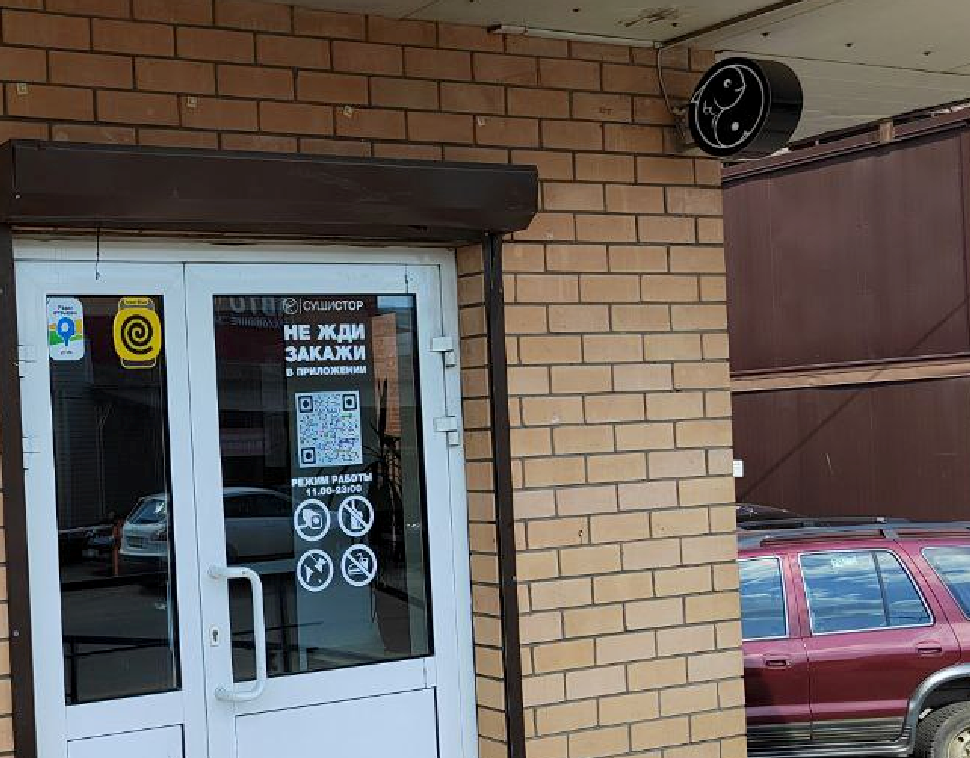 СУШИСТОР
НЕ ЖДИ
ЗАКАЖИ
В ПРИЛОЖЕНИИ
РЕЖИМ РАБОТЫ
11.00-23:00